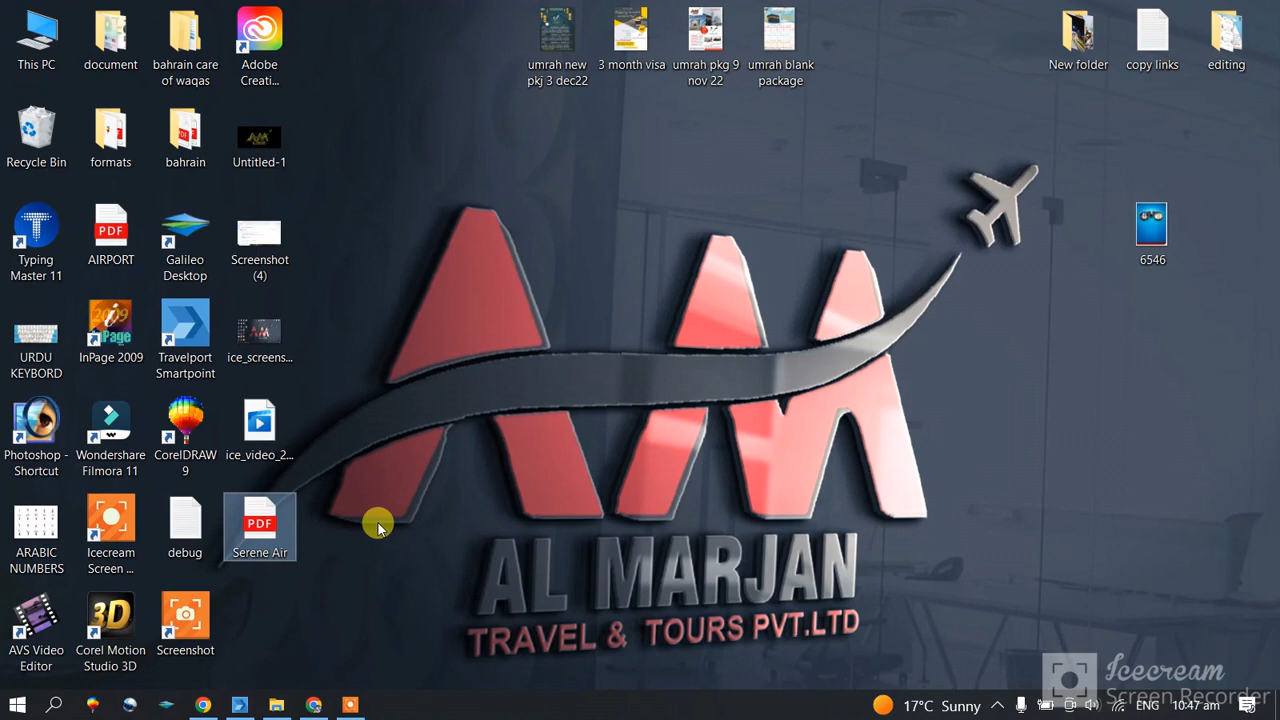 This PC
document
bahrain care
of waqas
Adobe
Creati...
umrah new
pkj 3 dec22
3 month visa
umrah pkg 9
nov 22
umrah blank
package
New folder
copy links
editing
Recycle Bin
formats
bahrain
Untitled-1
Typing
Master 11
PDF
AIRPORT
Galileo
Desktop
Screenshot
(4)
6546
URDU
KEYBORD
2009
InPage 2009
Travelport
Smartpoint
ice_screens...
Photoshop -
Shortcut
Wondershare
Filmora 11
CorelDRAW
9
ice_video_2...
ARABIC
NUMBERS
Icecream
Screen ...
debug
PDF
Serene Air
AVS Video
Editor
3D
Corel Motion
Studio 3D
Screenshot
AL MARJAN
TRAVEL & TOURS PVT.LTD
Icecream
Screen Recorder
17°C Sunny
ENG
10:47 am